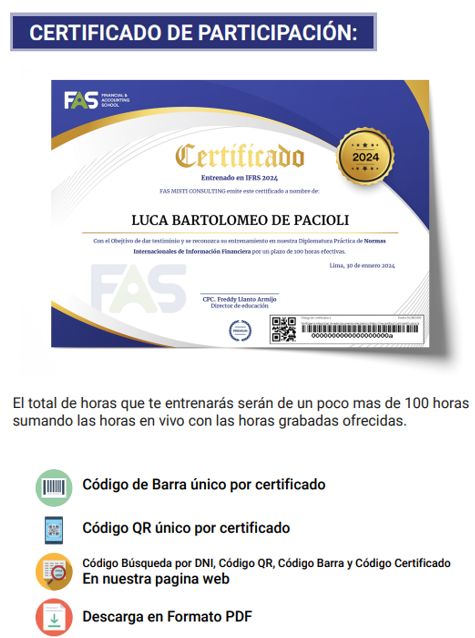 CERTIFICADO DE PARTICIPACIÓN:
FAS
FINANCIAL &
ACCOUNTING
SCHOOL
Certificado
2024
Entrenado en IFRS 2024
FAS MISTI CONSULTING emite este certificado a nombre de:
LUCA BARTOLOMEO DE PACIOLI
Con el Obejtivo de dar testiminio y se reconozca su entrenamiento en nuestra Diplomatura Práctica de Normas
Internacionales de Información Financiera por un plazo de 100 horas efectivas.
Lima, 30 de ennero 2024
FAS
CPC. Freddy Llanto Armijo
Director de educación
PREMIUM
0000000000000000000000a
El total de horas que te entrenarás serán de un poco mas de 100 horas
sumando las horas en vivo con las horas grabadas ofrecidas.
Código de Barra único por certificado
Código QR único por certificado
Código Búsqueda por DNI, Código QR, Código Barra y Código Certificado
En nuestra pagina web
Descarga en Formato PDF